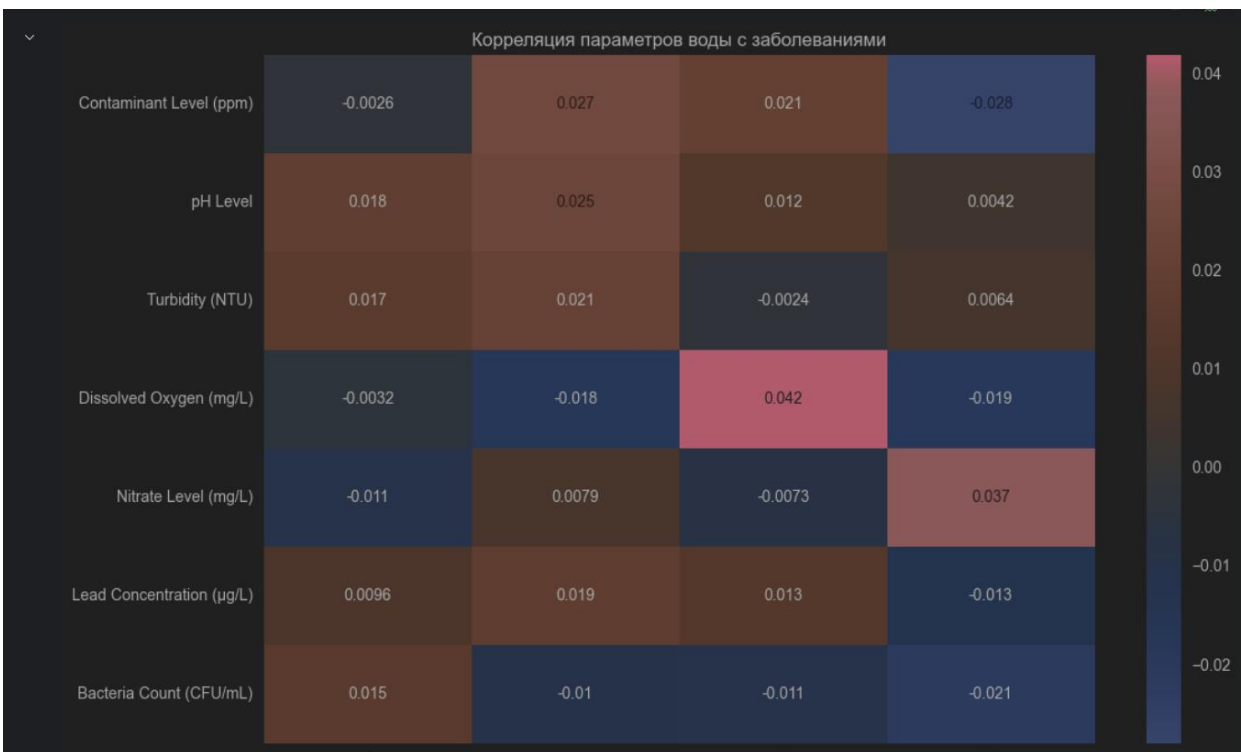 Корреляция параметров воды с заболеваниями
Contaminant Level (ppm) -0.0026 0.027 0.021 -0.028
pH Level 0.018 0.025 0.012 0.0042
Turbidity (NTU) 0.017 0.021 -0.0024 0.0064
Dissolved Oxygen (mg/L) -0.0032 -0.018 0.042 -0.019
Nitrate Level (mg/L) -0.011 0.0079 -0.0073 0.037
Lead Concentration (µg/L) 0.0096 0.019 0.013 -0.013
Bacteria Count (CFU/mL) 0.015 -0.01 -0.011 -0.021
0.04
0.03
0.02
0.01
0.00
−0.01
−0.02